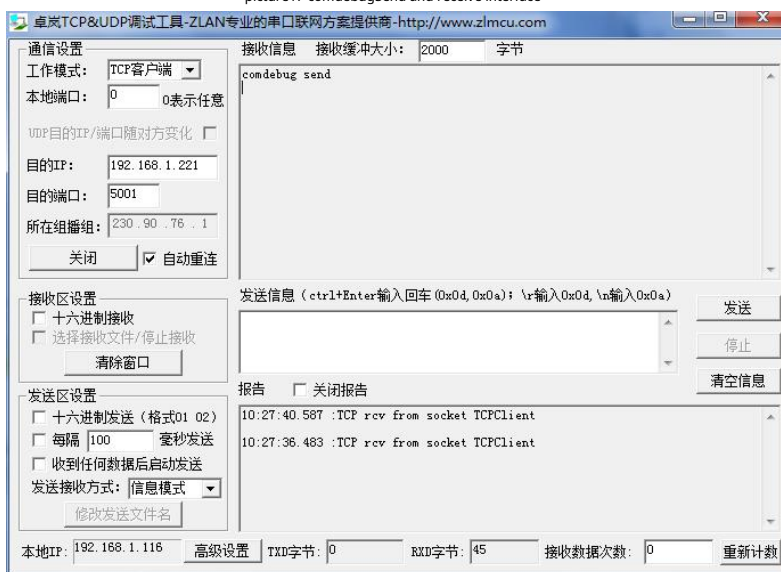 卓岚TCP&UDP调试工具-ZLAN专业的串口联网方案提供商-http://www.zlmcu.com
通信设置
工作模式: TCP客户端
本地端口: 0 0表示任意
UDP目的IP/端口随对方变化
目的IP: 192.168.1.221
目的端口: 5001
所在组播组: 230 .90 .76 . 1
关闭 自动重连
接收信息 接收缓冲大小: 2000 字节
comdebug send
接收区设置
十六进制接收
选择接收文件/停止接收
清除窗口
发送信息（ctrl+Enter输入回车(0x0d,0x0a); \r输入0x0d,\n输入0x0a）
发送
停止
清空信息
发送区设置
十六进制发送（格式01 02）
每隔 100 毫秒发送
收到任何数据后启动发送
发送接收方式: 信息模式
修改发送文件名
报告 关闭报告
10:27:40.587 :TCP rcv from socket TCPClient
10:27:36.483 :TCP rcv from socket TCPClient
本地IP: 192.168.1.116 高级设置 TXD字节: 0 RXD字节: 45 接收数据次数: 0 重新计数